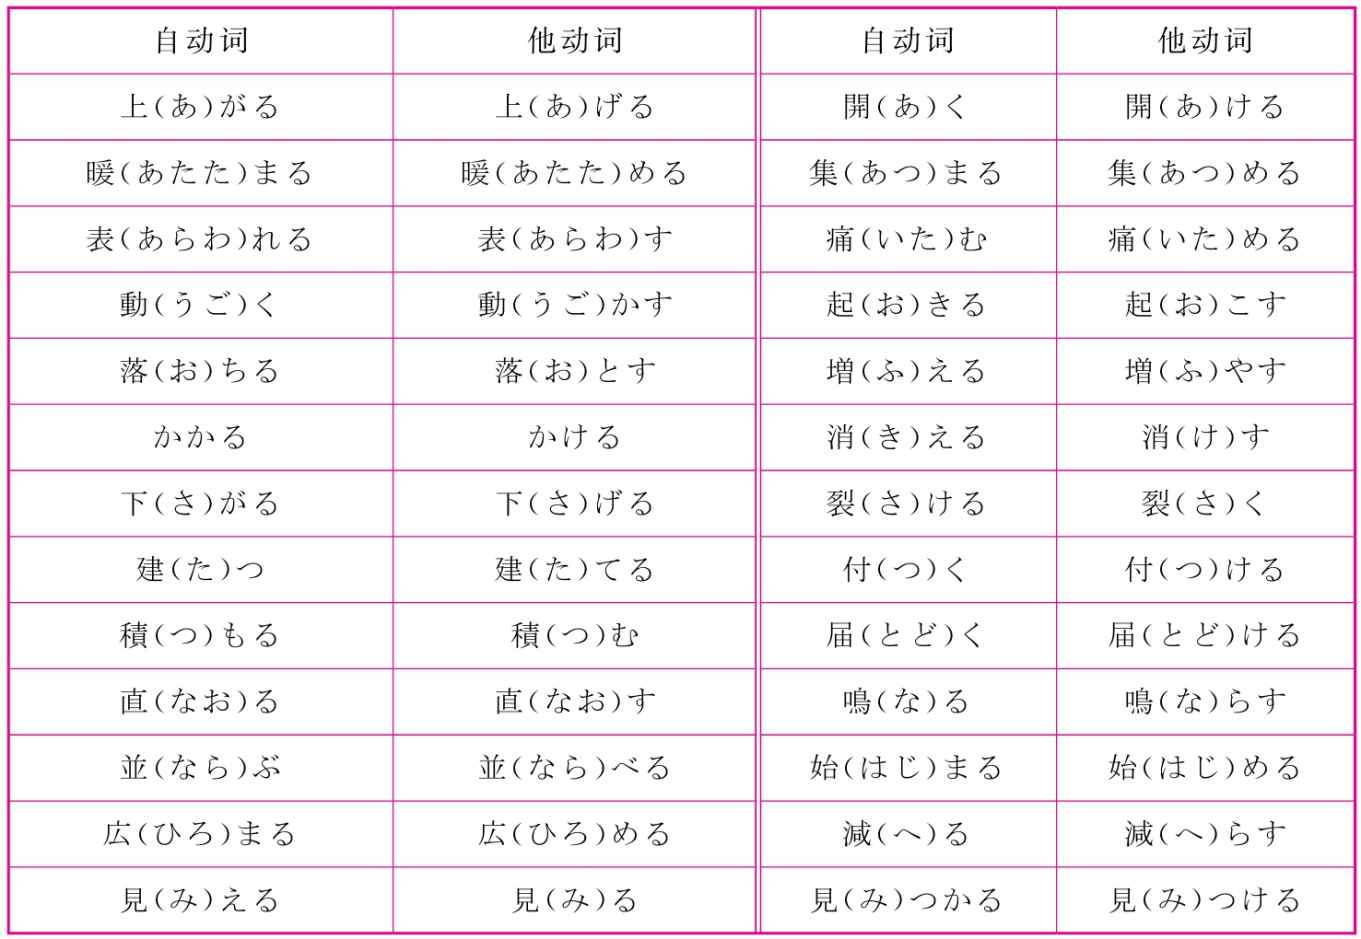 自动词 他动词 自动词 他动词
上(あ)がる 上(あ)げる 開(あ)く 開(あ)ける
暖(あたた)まる 暖(あたた)める 集(あつ)まる 集(あつ)める
表(あらわ)れる 表(あらわ)す 痛(いた)む 痛(いた)める
動(うご)く 動(うご)かす 起(お)きる 起(お)こす
落(お)ちる 落(お)とす 増(ふ)える 増(ふ)やす
かかる かける 消(き)える 消(け)す
下(さ)がる 下(さ)げる 裂(さ)ける 裂(さ)く
建(た)つ 建(た)てる 付(つ)く 付(つ)ける
積(つ)もる 積(つ)む 届(とど)く 届(とど)ける
直(なお)る 直(なお)す 鳴(な)る 鳴(な)らす
並(なら)ぶ 並(なら)べる 始(はじ)まる 始(はじ)める
広(ひろ)まる 広(ひろ)める 減(へ)る 減(へ)らす
見(み)える 見(み)る 見(み)つかる 見(み)つける